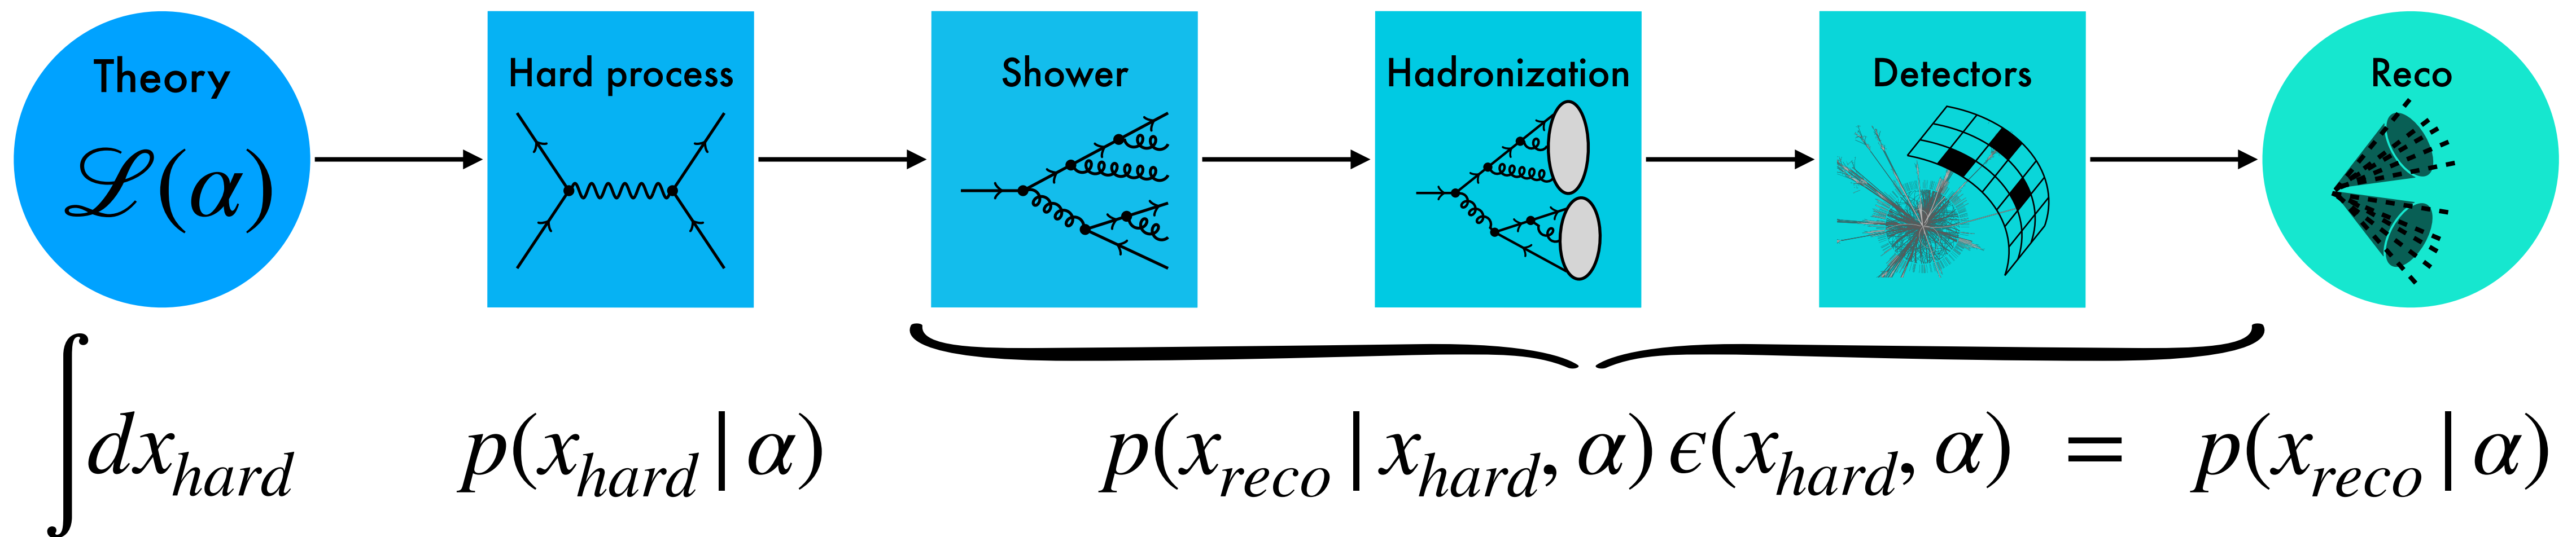 Theory
ℒ(α)
Hard process
Shower
Hadronization
Detectors
Reco
∫dx_hard p(x_hard | α) p(x_reco | x_hard, α) ϵ(x_hard, α) = p(x_reco | α)